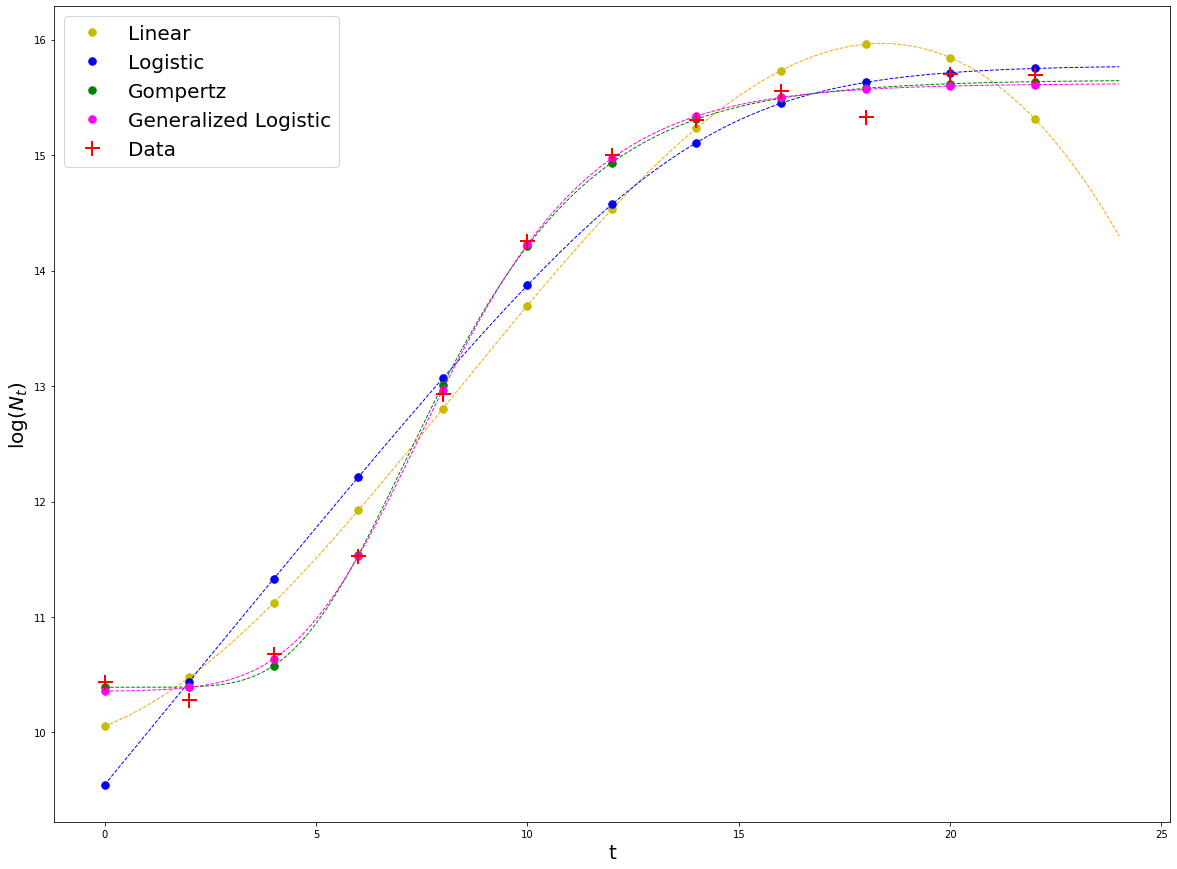 Linear
Logistic
Gompertz
Generalized Logistic
Data
16
15
14
13
12
11
10
log(N_t)
0 5 10 15 20 25
t